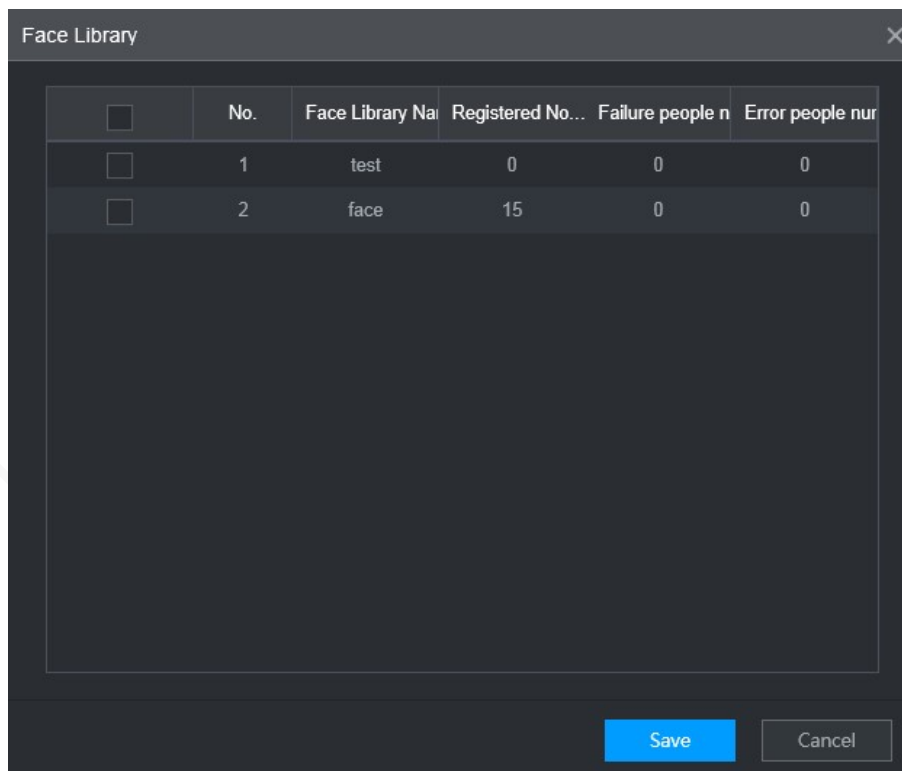 Face Library
No. Face Library Nar Registered No... Failure people n Error people nur
1 test 0 0 0
2 face 15 0 0
Save Cancel